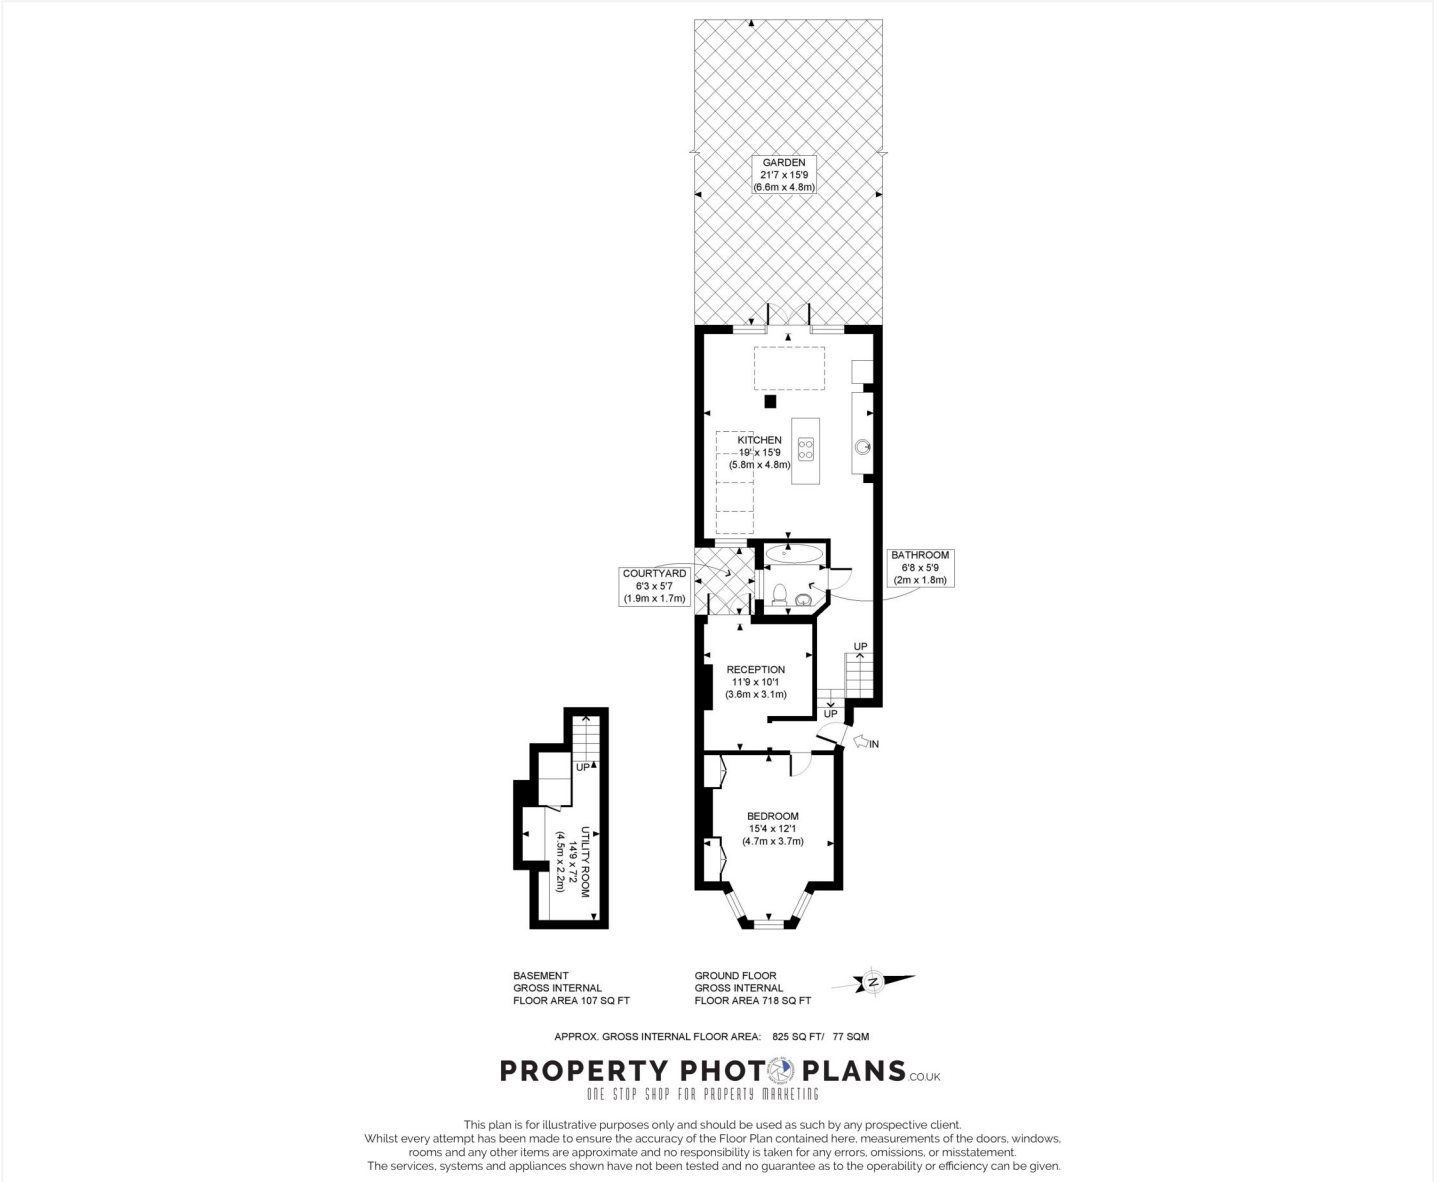 GARDEN
21'7 x 15'9
(6.6m x 4.8m)
KITCHEN
19' x 15'9
(5.8m x 4.8m)
COURTYARD
6'3 x 5'7
(1.9m x 1.7m)
BATHROOM
6'8 x 5'9
(2m x 1.8m)
UP
RECEPTION
11'9 x 10'1
(3.6m x 3.1m)
UP
IN
UP
BEDROOM
15'4 x 12'1
(4.7m x 3.7m)
UTILITY ROOM
14'9 x 7'2
(4.5m x 2.2m)
BASEMENT
GROSS INTERNAL
FLOOR AREA 107 SQ FT
GROUND FLOOR
GROSS INTERNAL
FLOOR AREA 718 SQ FT
N
APPROX. GROSS INTERNAL FLOOR AREA: 825 SQ FT/ 77 SQM
PROPERTY PHOTO PLANS.CO.UK
ONE STOP SHOP FOR PROPERTY MARKETING
This plan is for illustrative purposes only and should be used as such by any prospective client.
Whilst every attempt has been made to ensure the accuracy of the Floor Plan contained here, measurements of the doors, windows,
rooms and any other items are approximate and no responsibility is taken for any errors, omissions, or misstatement.
The services, systems and appliances shown have not been tested and no guarantee as to the operability or efficiency can be given.